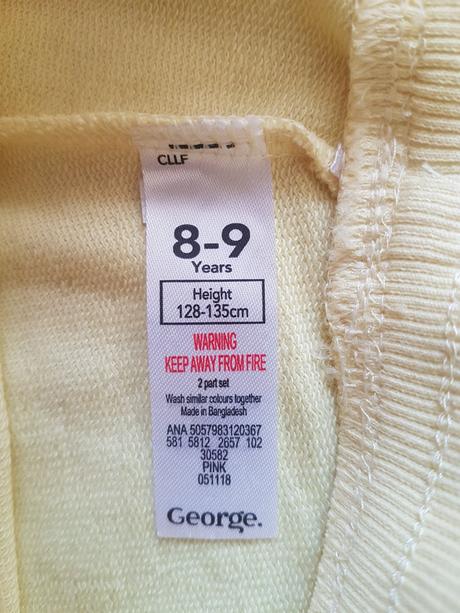 CLLF
8-9
Years
Height
128-135cm
WARNING
KEEP AWAY FROM FIRE
2 part set
Wash similar colours together
Made in Bangladesh
ANA 5057983120367
581 5812 2657 102
30582
PINK
051118
George.